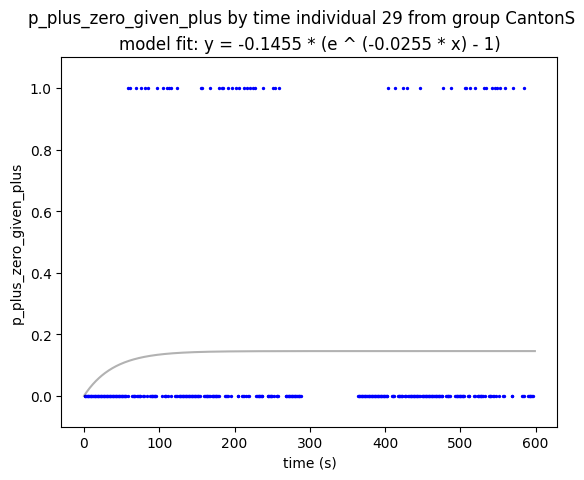 p_plus_zero_given_plus by time individual 29 from group CantonS
model fit: y = -0.1455 * (e ^ (-0.0255 * x) - 1)
1.0
0.8
0.6
0.4
0.2
0.0
p_plus_zero_given_plus
0 100 200 300 400 500 600
time (s)